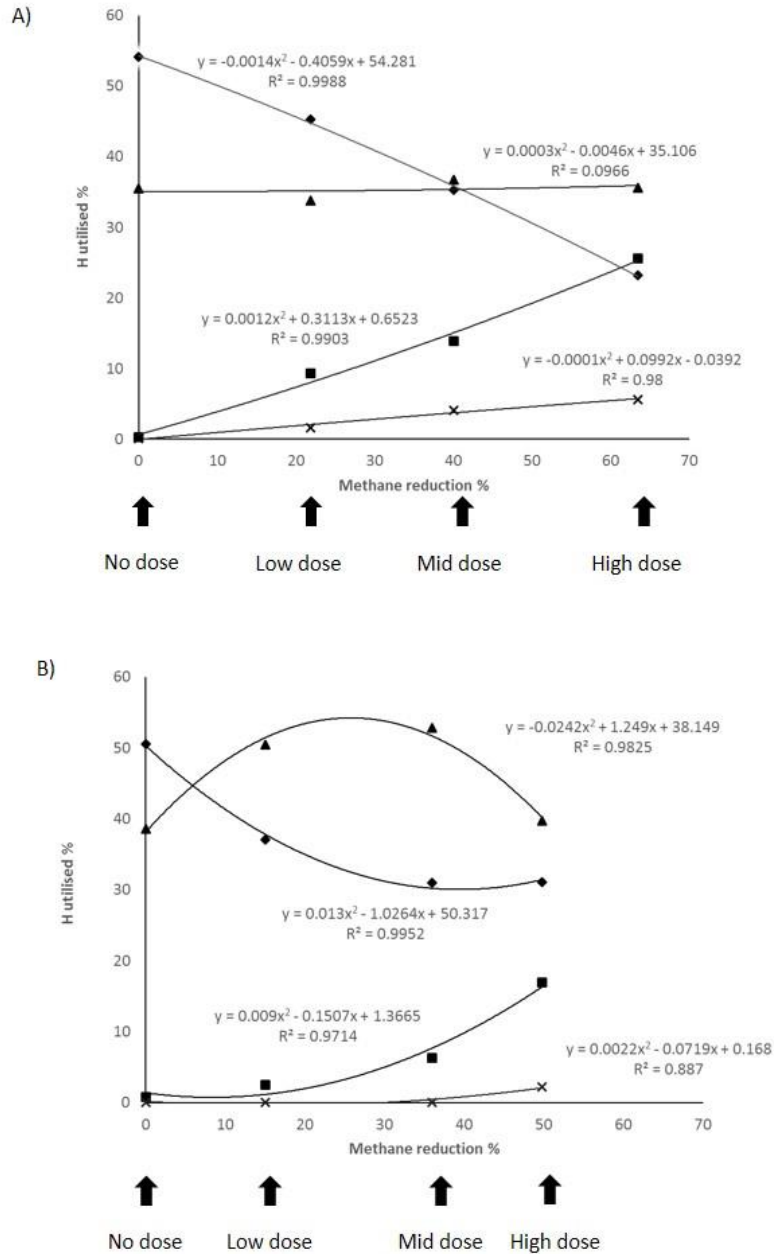 A)
60
y = -0.0014x² - 0.4059x + 54.281
R² = 0.9988
50
40
y = 0.0003x² - 0.0046x + 35.106
R² = 0.0966
H utilised %
30
20
y = 0.0012x² + 0.3113x + 0.6523
R² = 0.9903
10
y = -0.0001x² + 0.0992x - 0.0392
R² = 0.98
0
0 10 20 30 40 50 60 70
Methane reduction %
No dose Low dose Mid dose High dose
B)
60
y = -0.0242x² + 1.249x + 38.149
R² = 0.9825
50
40
H utilised %
30
y = 0.013x² - 1.0264x + 50.317
R² = 0.9952
20
y = 0.009x² - 0.1507x + 1.3665
R² = 0.9714
10
y = 0.0022x² - 0.0719x + 0.168
R² = 0.887
0
0 10 20 30 40 50 60 70
Methane reduction %
No dose Low dose Mid dose High dose